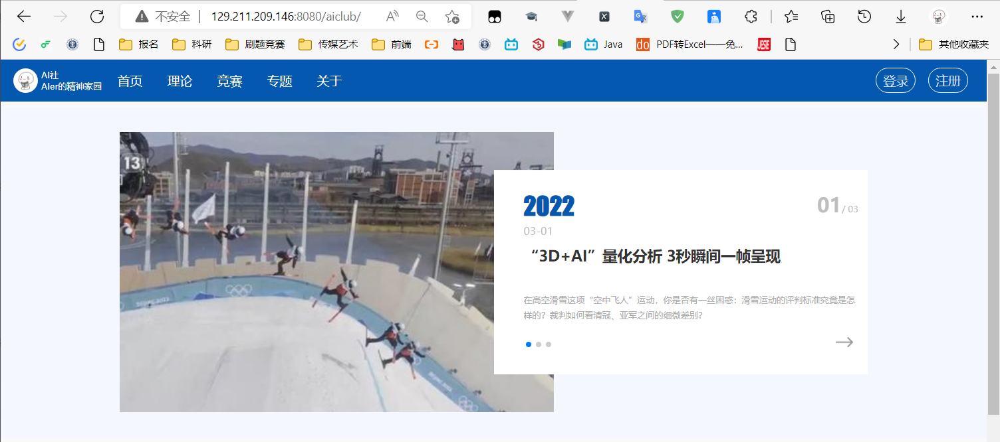 不安全 | 129.211.209.146:8080/aiclub/
报名 科研 刷题竞赛 传媒艺术 前端 Java PDF转Excel——免... 其他收藏夹
AI社
AIer的精神家园
首页 理论 竞赛 专题 关于 登录 注册
13
2022
01 / 03
03-01
“3D+AI”量化分析 3秒瞬间一帧呈现
在高空滑雪这项“空中飞人”运动，你是否有一丝困惑：滑雪运动的评判标准究竟是怎
样的？裁判如何看清冠、亚军之间的细微差别？